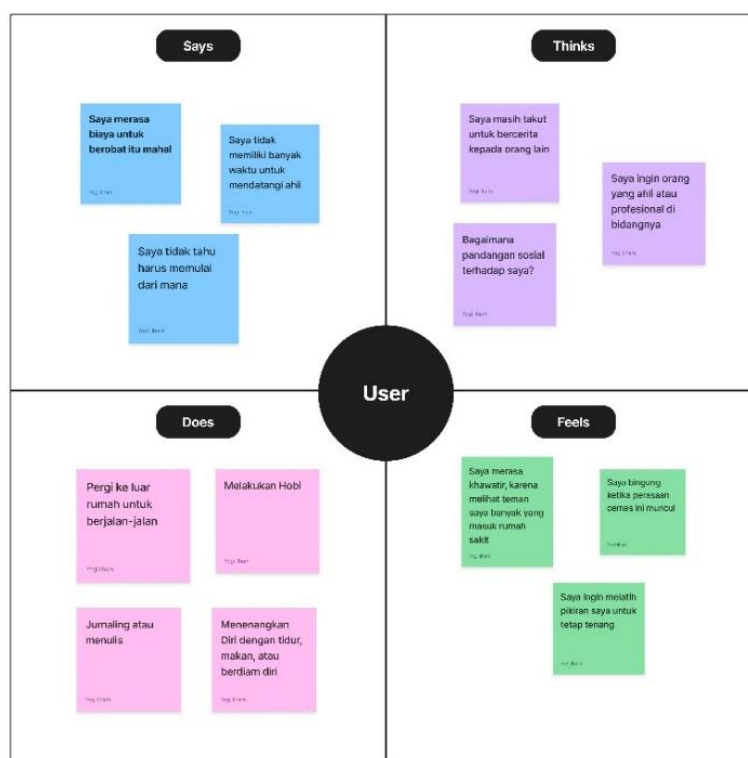 Says
Saya merasa
biaya untuk
berobat itu mahal
Saya tidak
memiliki banyak
waktu untuk
mendatangi ahli
Saya tidak tahu
harus memulai
dari mana
Thinks
Saya masih takut
untuk bercerita
kepada orang lain
Saya ingin orang
yang ahli atau
profesional di
bidangnya
Bagaimana
pandangan sosial
terhadap saya?
User
Does
Pergi ke luar
rumah untuk
berjalan-jalan
Melakukan Hobi
Jurnaling atau
menulis
Menenangkan
Diri dengan tidur,
makan, atau
berdiam diri
Feels
Saya merasa
khawatir, karena
melihat teman
saya banyak yang
masuk rumah
sakit
Saya bingung
ketika perasaan
cemas ini muncul
Saya ingin melatih
pikiran saya untuk
tetap tenang